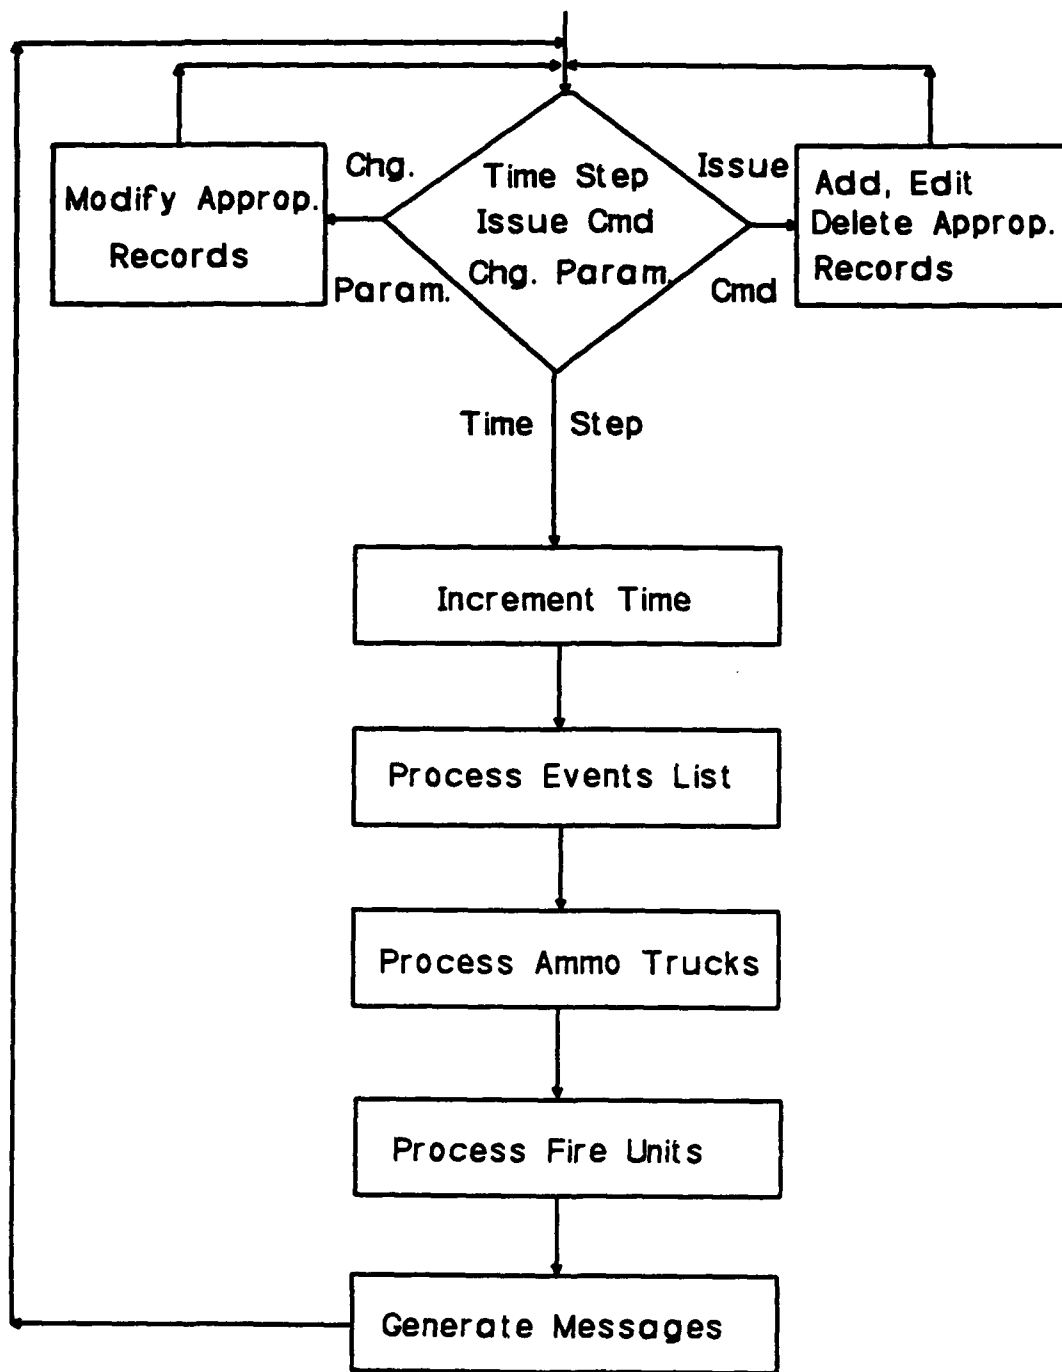 Chg.
Param.
Modify Approp.
Records
Time Step
Issue Cmd
Chg. Param.
Issue
Cmd
Add, Edit
Delete Approp.
Records
Time Step
Increment Time
Process Events List
Process Ammo Trucks
Process Fire Units
Generate Messages